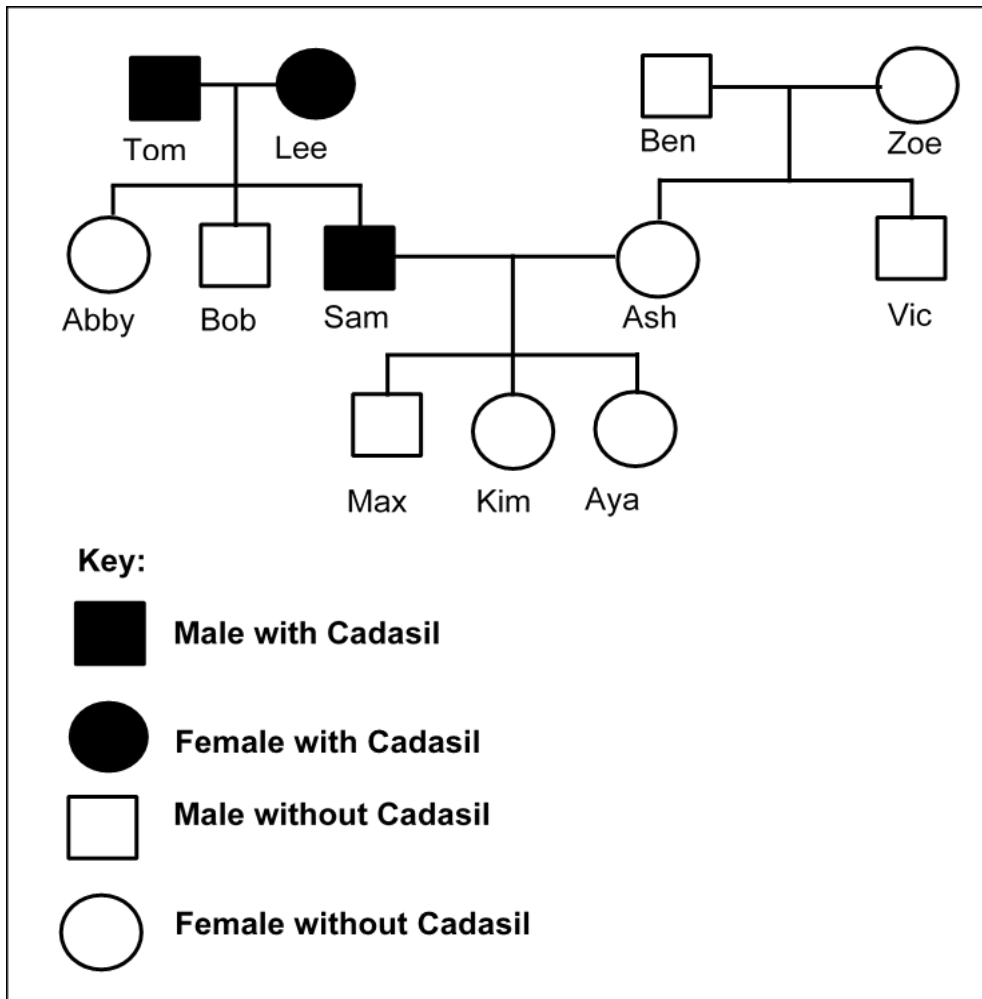 Tom Lee Ben Zoe
Abby Bob Sam Ash Vic
Max Kim Aya
Key:
Male with Cadasil
Female with Cadasil
Male without Cadasil
Female without Cadasil